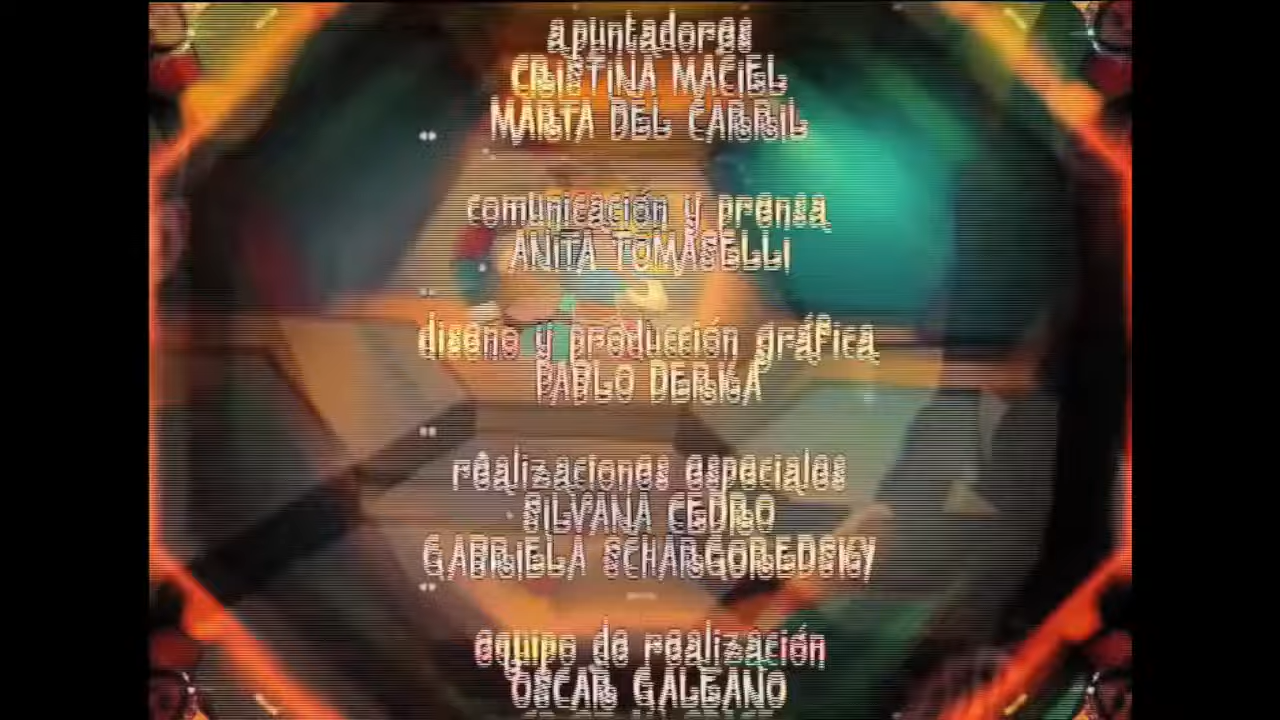 apuntadores
CRISTINA MACIEL
MARTA DEL CARRIL
comunicación y prensa
ANITA TOMASELLI
diseño y producción gráfica
PABLO DERKA
realizaciones especiales
SILVANA CEDRO
GABRIELA SCHARGOREDSKY
equipo de realización
OSCAR GALEANO